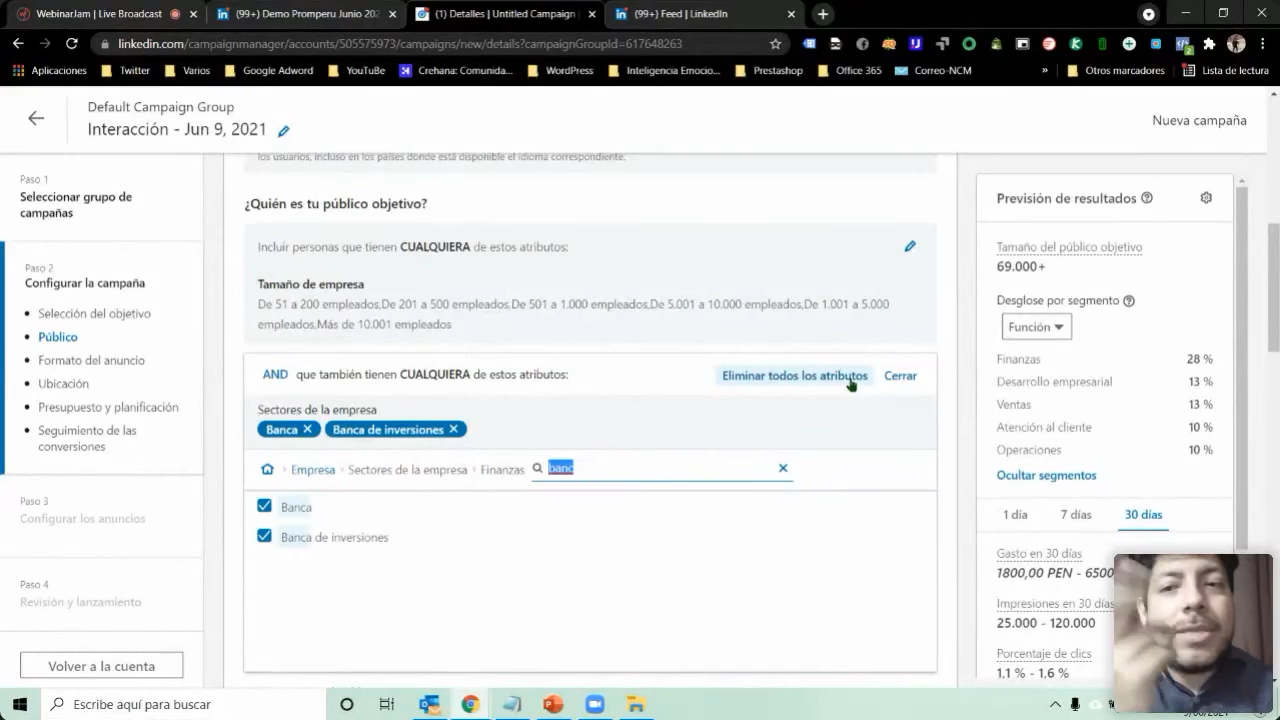 WebinarJam | Live Broadcast
(99+) Demo Promperu Junio 202
(1) Detalles | Untitled Campaign
(99+) Feed | LinkedIn
linkedin.com/campaignmanager/accounts/505575973/campaigns/new/details?campaignGroupId=617648263
Aplicaciones
Twitter
Varios
Google Adword
YouTube
Crehana: Comunida...
WordPress
Inteligencia Emocio...
Prestashop
Office 365
Correo-NCM
»
Otros marcadores
Lista de lectura
Default Campaign Group
Interacción - Jun 9, 2021
Nueva campaña
Paso 1
Seleccionar grupo de
campañas
Paso 2
Configurar la campaña
Selección del objetivo
Público
Formato del anuncio
Ubicación
Presupuesto y planificación
Seguimiento de las
conversiones
Paso 3
Configurar los anuncios
Paso 4
Revisión y lanzamiento
Volver a la cuenta
los usuarios, incluso en los países donde está disponible el idioma correspondiente.
¿Quién es tu público objetivo?
Incluir personas que tienen CUALQUIERA de estos atributos:
Tamaño de empresa
De 51 a 200 empleados,De 201 a 500 empleados,De 501 a 1.000 empleados,De 5.001 a 10.000 empleados,De 1.001 a 5.000
empleados,Más de 10.001 empleados
AND que también tienen CUALQUIERA de estos atributos:
Eliminar todos los atributos
Cerrar
Sectores de la empresa
Banca ✕
Banca de inversiones ✕
Empresa
Sectores de la empresa
Finanzas
banc
Banca
Banca de inversiones
Previsión de resultados
Tamaño del público objetivo
69.000+
Desglose por segmento
Función
Finanzas 28 %
Desarrollo empresarial 13 %
Ventas 13 %
Atención al cliente 10 %
Operaciones 10 %
Ocultar segmentos
1 día
7 días
30 días
Gasto en 30 días
1800,00 PEN - 6500
Impresiones en 30 días
25.000 - 120.000
Porcentaje de clics
1.1 % - 1.6 %
Escribe aquí para buscar